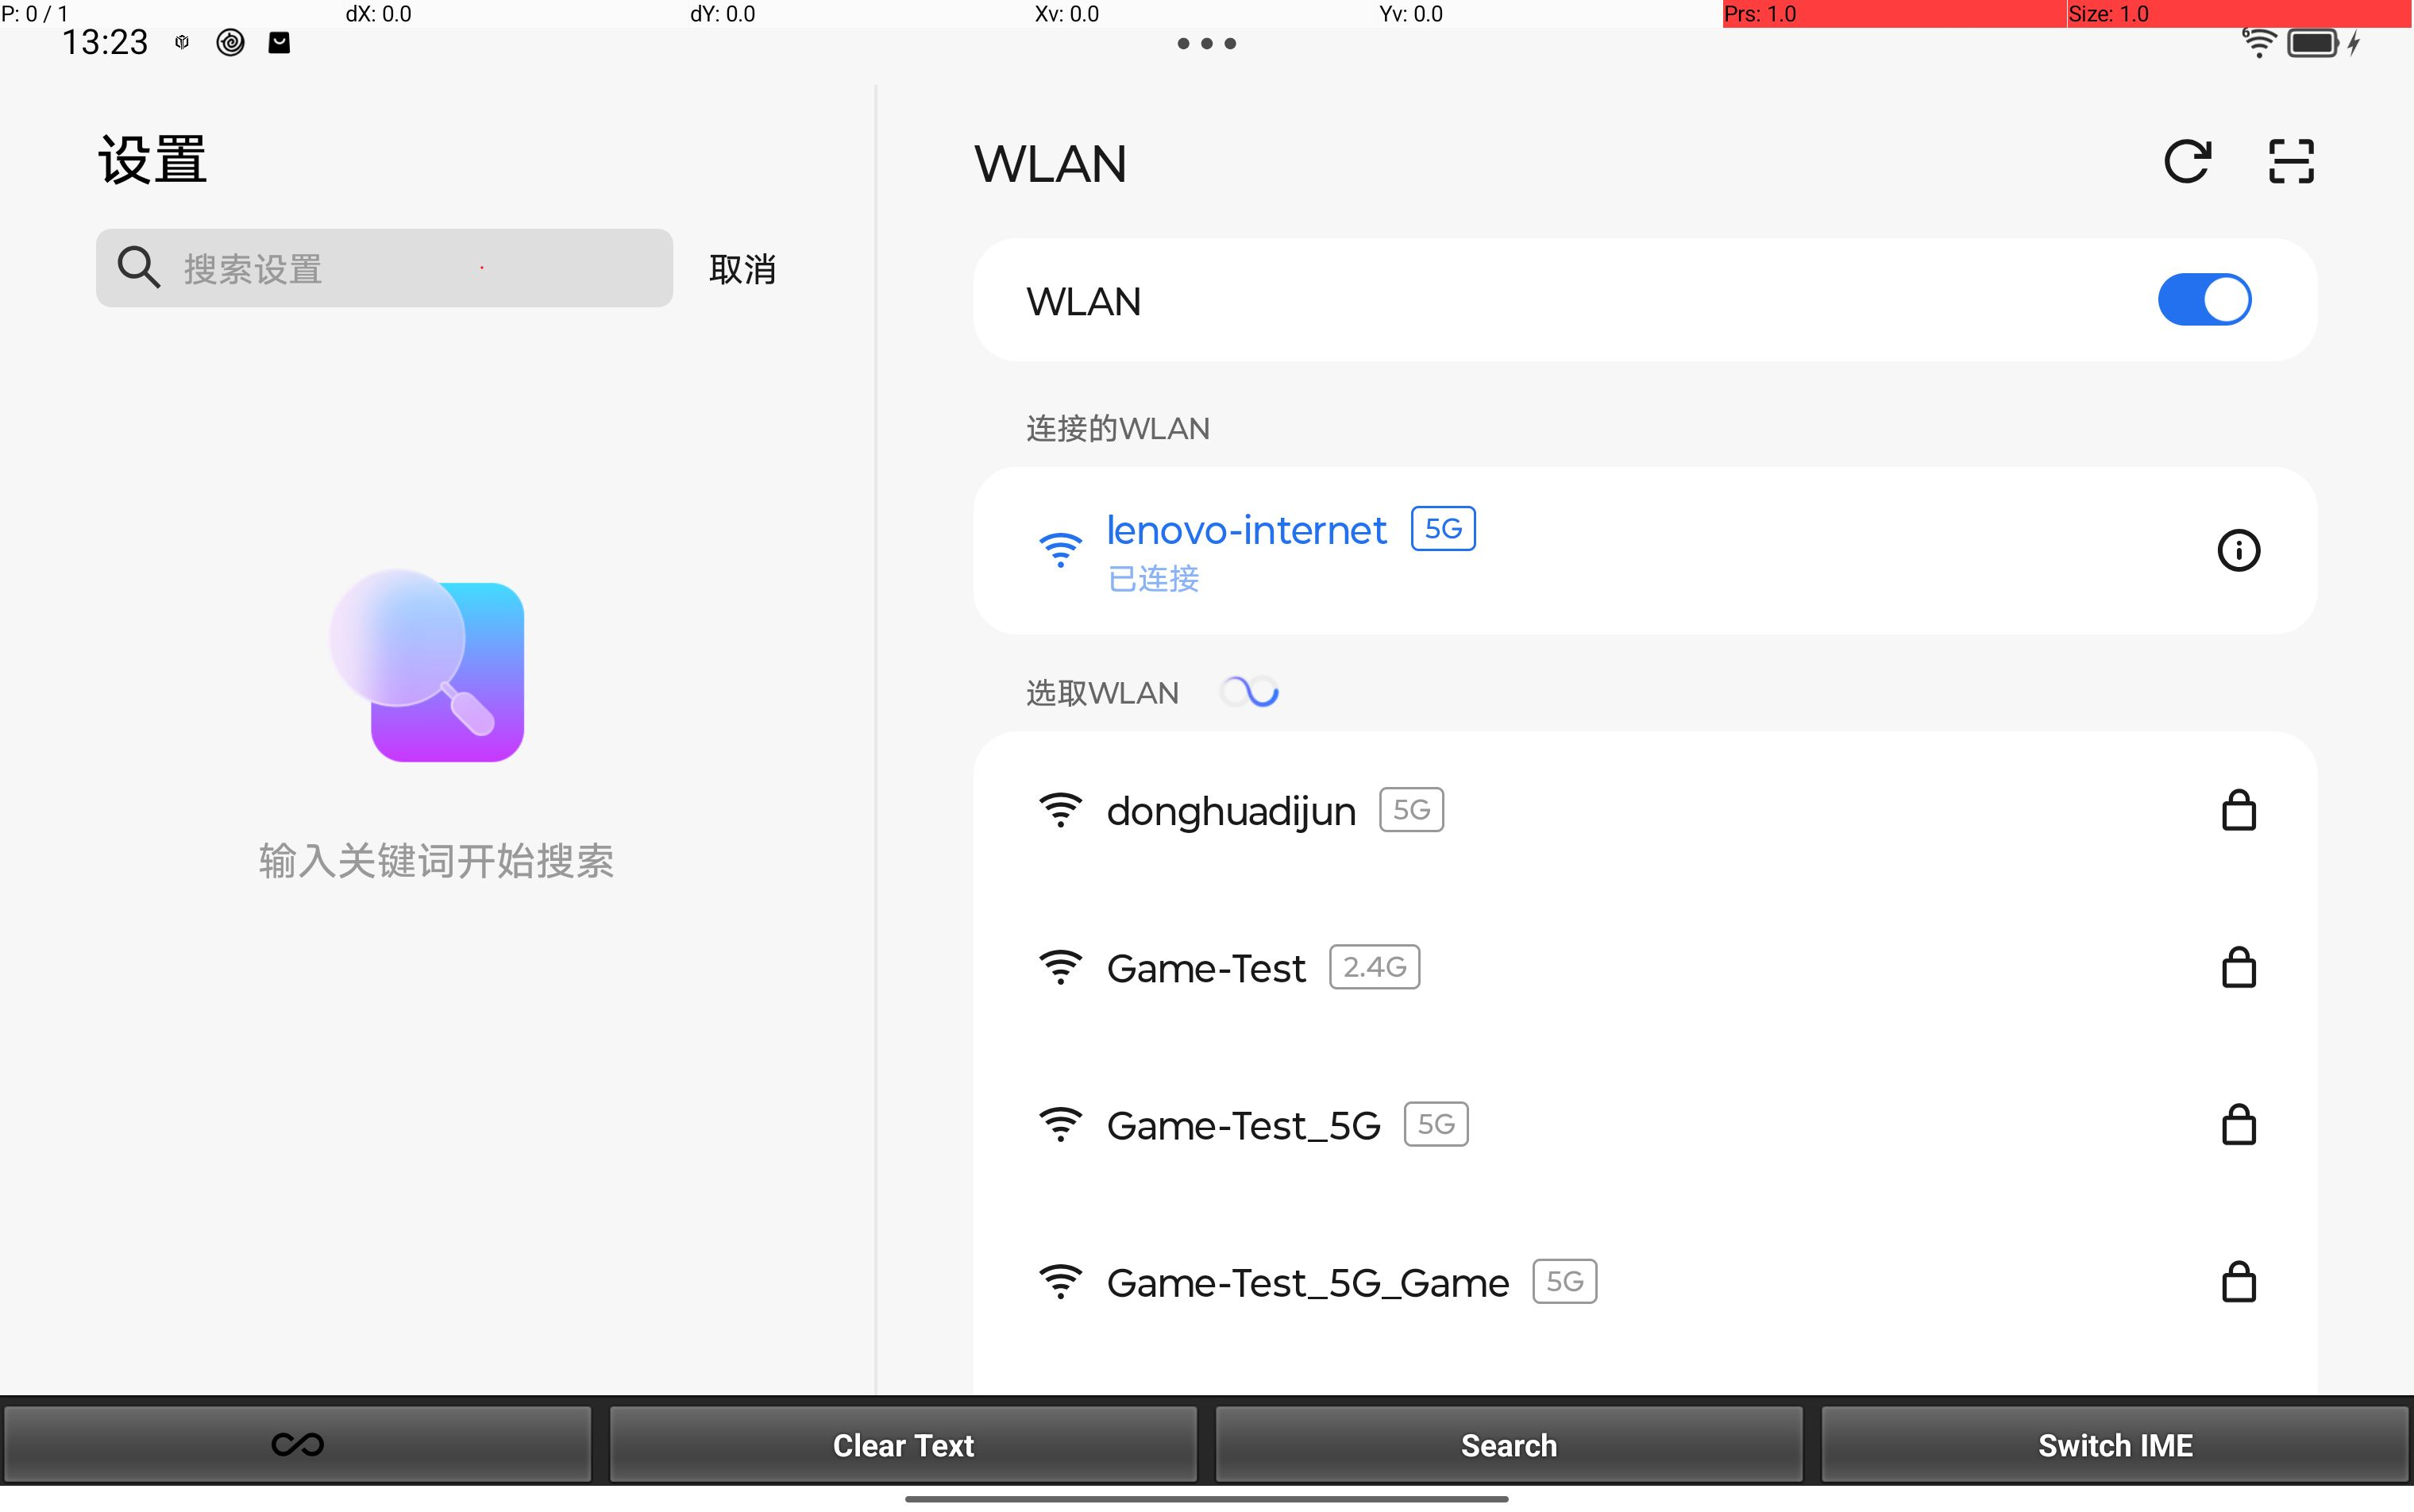 P: 0 / 1 dX: 0.0 dY: 0.0 Xv: 0.0 Yv: 0.0 Prs: 1.0 Size: 1.0
13:23
6
设置
搜索设置
取消
输入关键词开始搜索
WLAN
WLAN
连接的WLAN
lenovo-internet 5G
已连接
选取WLAN
donghuadijun 5G
Game-Test 2.4G
Game-Test_5G 5G
Game-Test_5G_Game 5G
Clear Text Search Switch IME